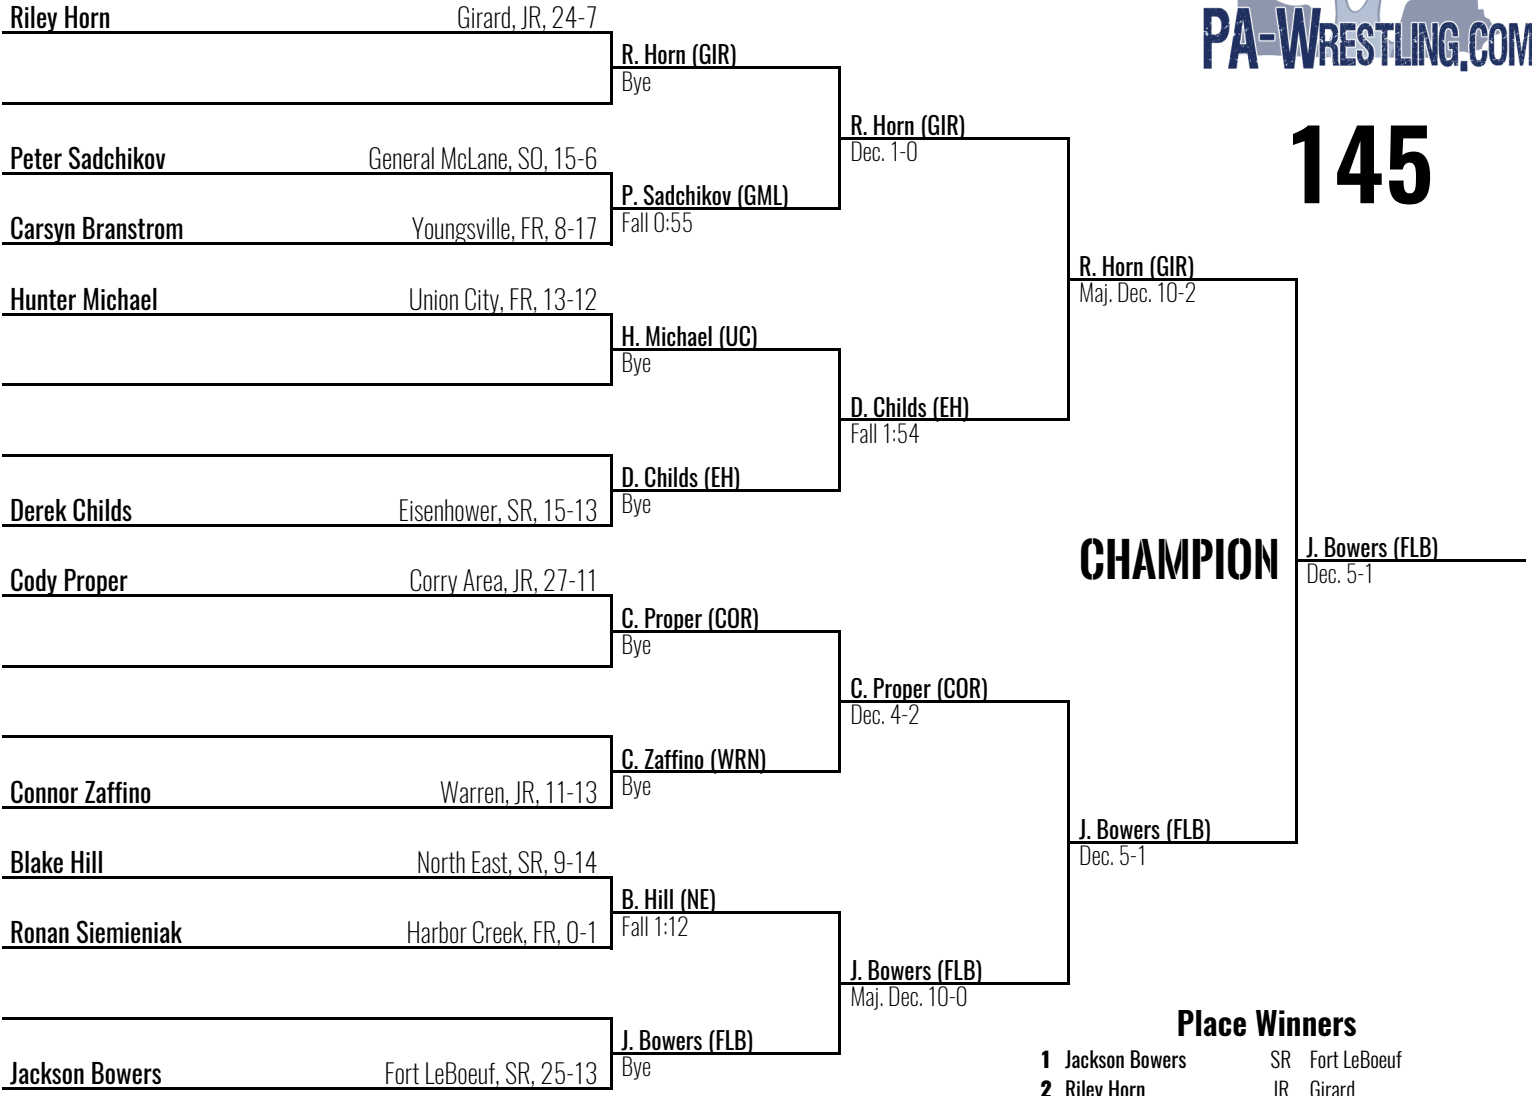 PA-WRESTLING.COM
145
Riley Horn Girard, JR, 24-7
R. Horn (GIR)
Bye
Peter Sadchikov General McLane, SO, 15-6
P. Sadchikov (GML)
Fall 0:55
Carsyn Branstrom Youngsville, FR, 8-17
R. Horn (GIR)
Dec. 1-0
Hunter Michael Union City, FR, 13-12
H. Michael (UC)
Bye
R. Horn (GIR)
Maj. Dec. 10-2
D. Childs (EH)
Fall 1:54
D. Childs (EH)
Bye
Derek Childs Eisenhower, SR, 15-13
CHAMPION
J. Bowers (FLB)
Dec. 5-1
Cody Proper Corry Area, JR, 27-11
C. Proper (COR)
Bye
C. Proper (COR)
Dec. 4-2
C. Zaffino (WRN)
Bye
Connor Zaffino Warren, JR, 11-13
J. Bowers (FLB)
Dec. 5-1
Blake Hill North East, SR, 9-14
B. Hill (NE)
Fall 1:12
Ronan Siemieniak Harbor Creek, FR, 0-1
J. Bowers (FLB)
Maj. Dec. 10-0
J. Bowers (FLB)
Bye
Jackson Bowers Fort LeBoeuf, SR, 25-13
Place Winners
1 Jackson Bowers SR Fort LeBoeuf
2 Riley Horn JR Girard